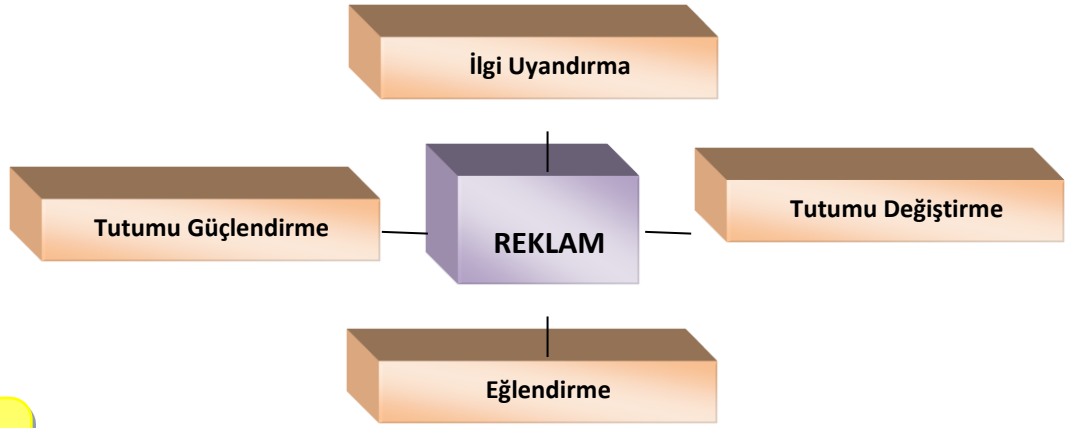 İlgi Uyandırma
Tutumu Güçlendirme
REKLAM
Tutumu Değiştirme
Eğlendirme